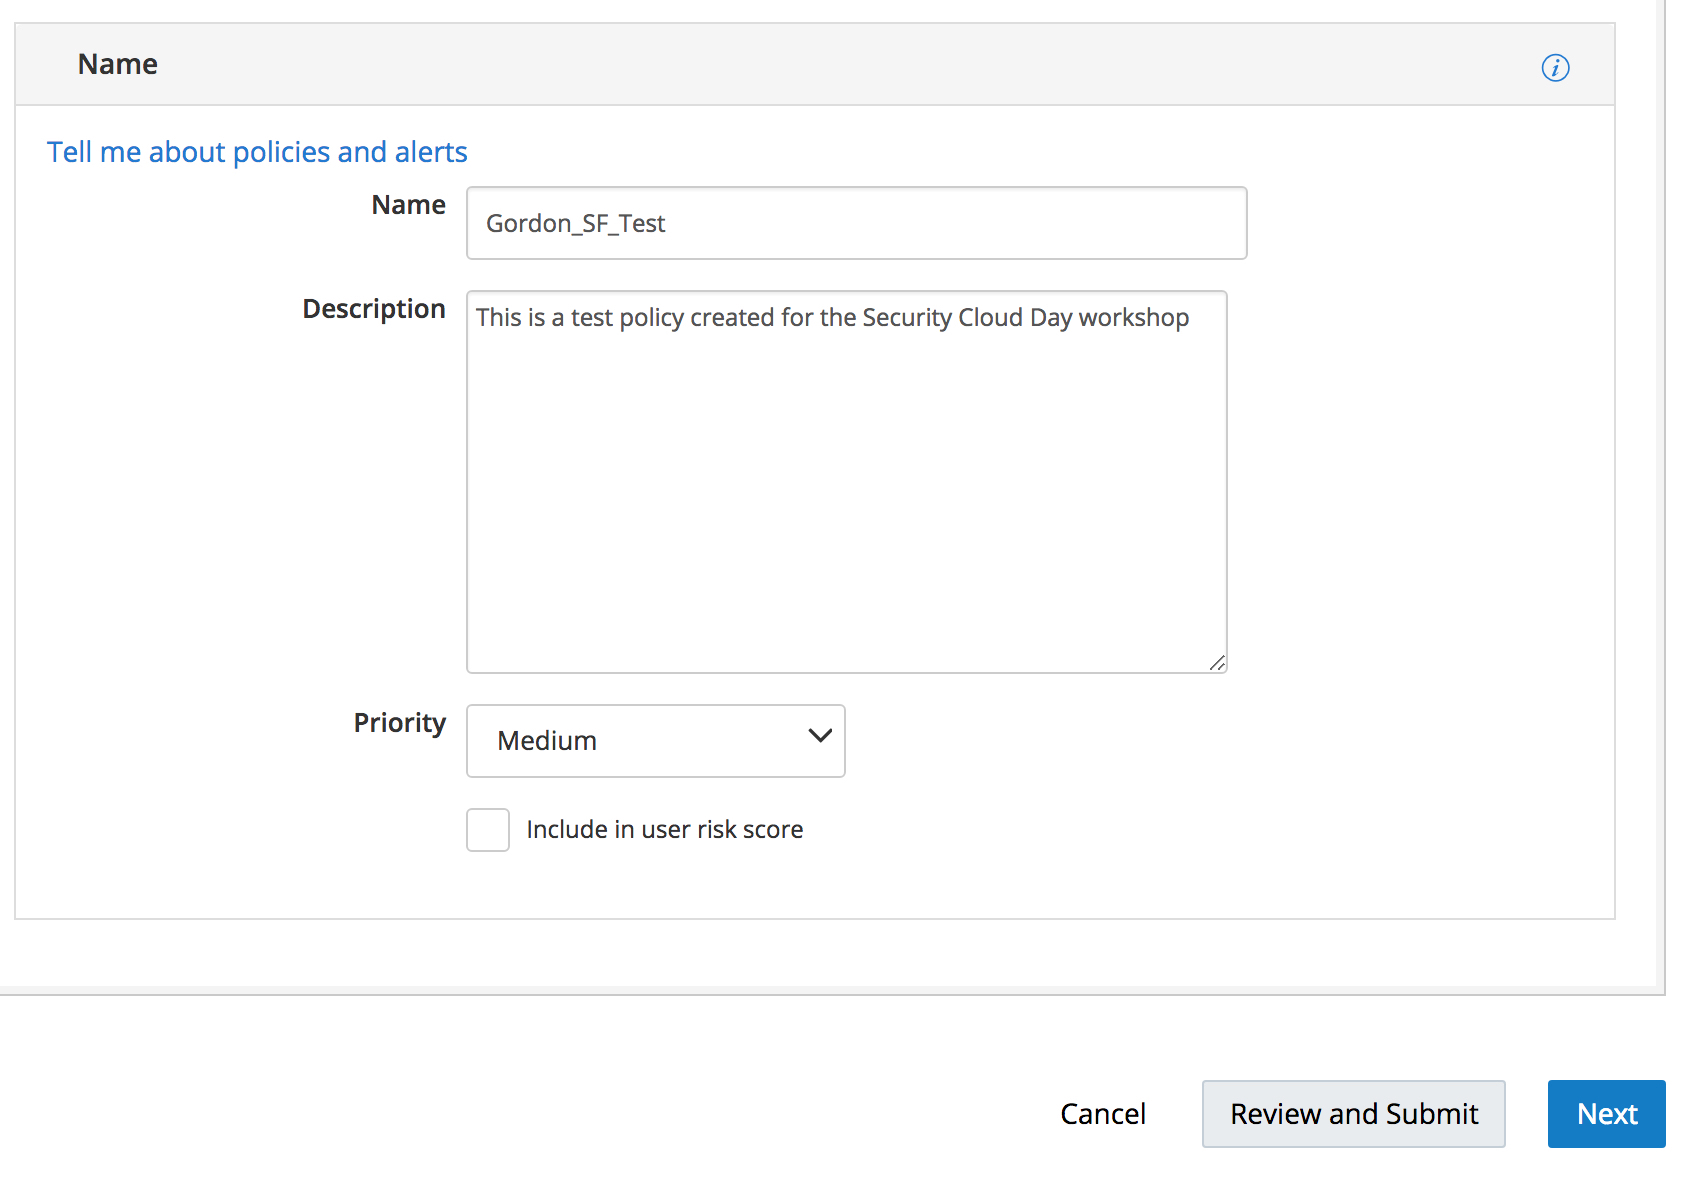 Name
i
Tell me about policies and alerts
Name
Gordon_SF_Test
Description
This is a test policy created for the Security Cloud Day workshop
Priority
Medium
Include in user risk score
Cancel
Review and Submit
Next